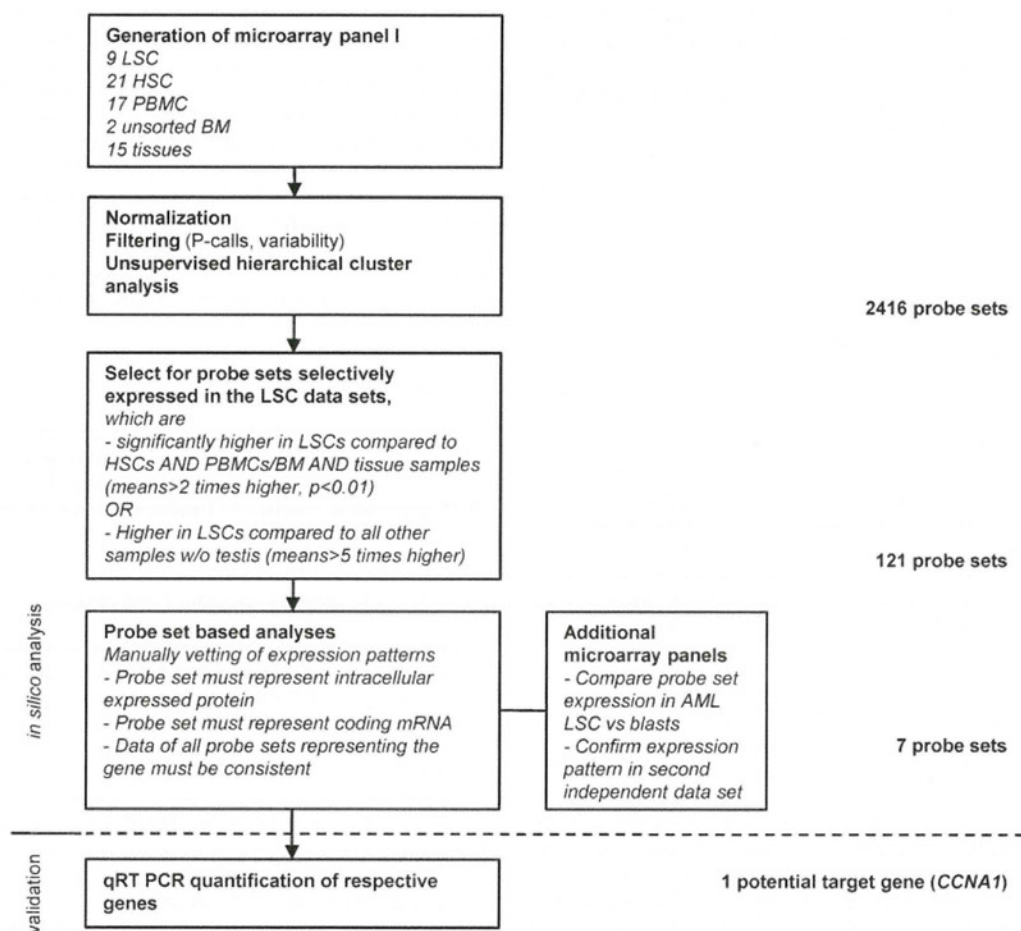 Generation of microarray panel I
9 LSC
21 HSC
17 PBMC
2 unsorted BM
15 tissues
Normalization
Filtering (P-calls, variability)
Unsupervised hierarchical cluster
analysis
2416 probe sets
Select for probe sets selectively
expressed in the LSC data sets,
which are
- significantly higher in LSCs compared to
HSCs AND PBMCs/BM AND tissue samples
(means>2 times higher, p<0.01)
OR
- Higher in LSCs compared to all other
samples w/o testis (means>5 times higher)
121 probe sets
in silico analysis
Probe set based analyses
Manually vetting of expression patterns
- Probe set must represent intracellular
expressed protein
- Probe set must represent coding mRNA
- Data of all probe sets representing the
gene must be consistent
Additional
microarray panels
- Compare probe set
expression in AML
LSC vs blasts
- Confirm expression
pattern in second
independent data set
7 probe sets
validation
qRT PCR quantification of respective
genes
1 potential target gene (CCNA1)